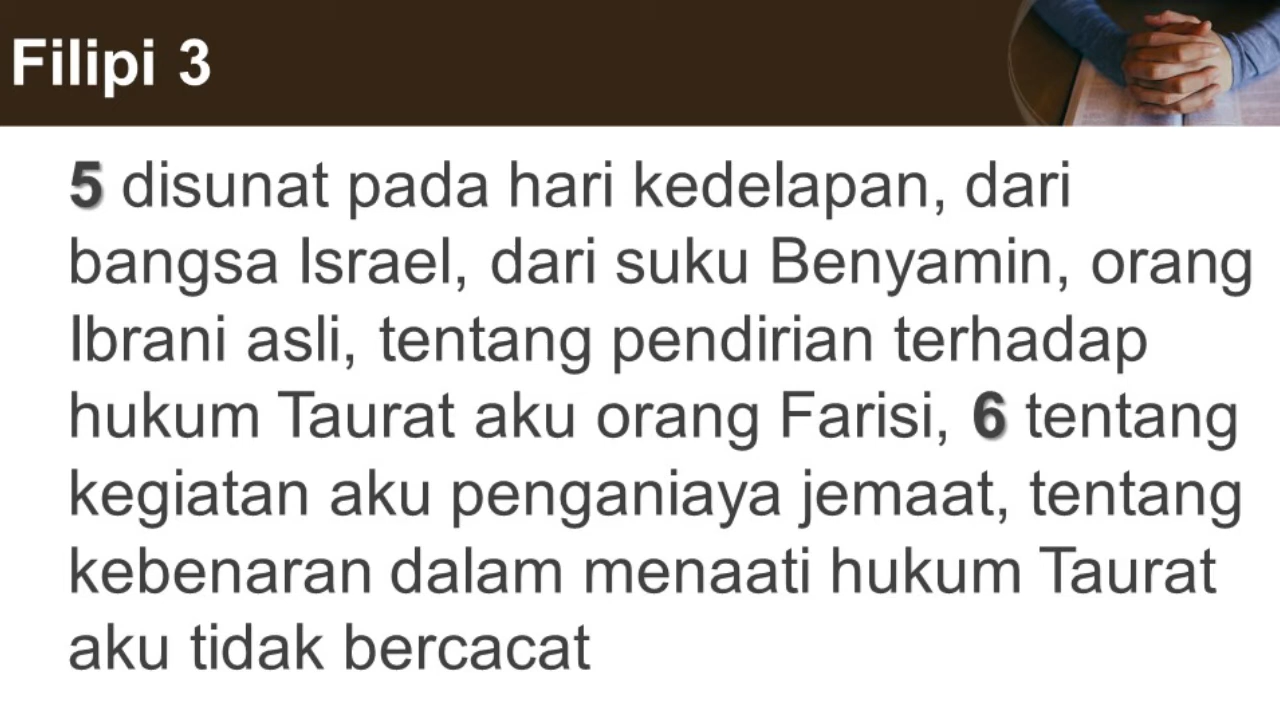 Filipi 3
5 disunat pada hari kedelapan, dari
bangsa Israel, dari suku Benyamin, orang
Ibrani asli, tentang pendirian terhadap
hukum Taurat aku orang Farisi, 6 tentang
kegiatan aku penganiaya jemaat, tentang
kebenaran dalam menaati hukum Taurat
aku tidak bercacat